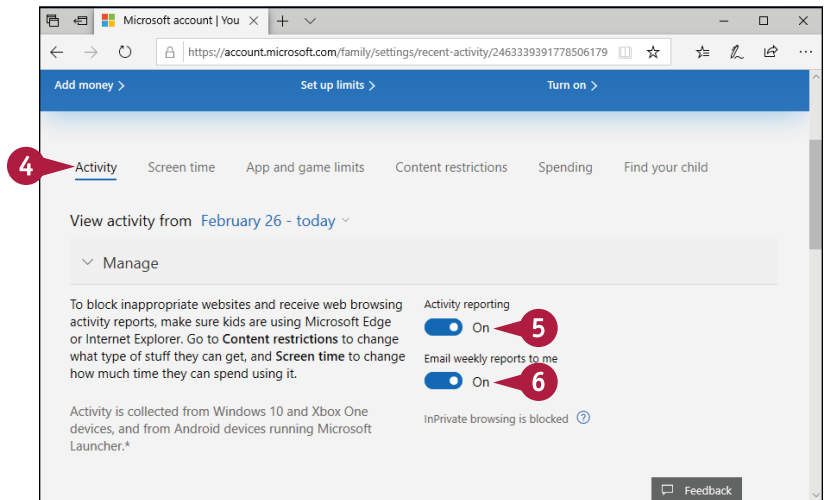 Microsoft account | You
https://account.microsoft.com/family/settings/recent-activity/2463339391778506179
Add money > Set up limits > Turn on >
4 Activity Screen time App and game limits Content restrictions Spending Find your child
View activity from February 26 - today
Manage
To block inappropriate websites and receive web browsing
activity reports, make sure kids are using Microsoft Edge
or Internet Explorer. Go to Content restrictions to change
what type of stuff they can get, and Screen time to change
how much time they can spend using it.
Activity is collected from Windows 10 and Xbox One
devices, and from Android devices running Microsoft
Launcher.*
Activity reporting
On 5
Email weekly reports to me
On 6
InPrivate browsing is blocked ?
Feedback